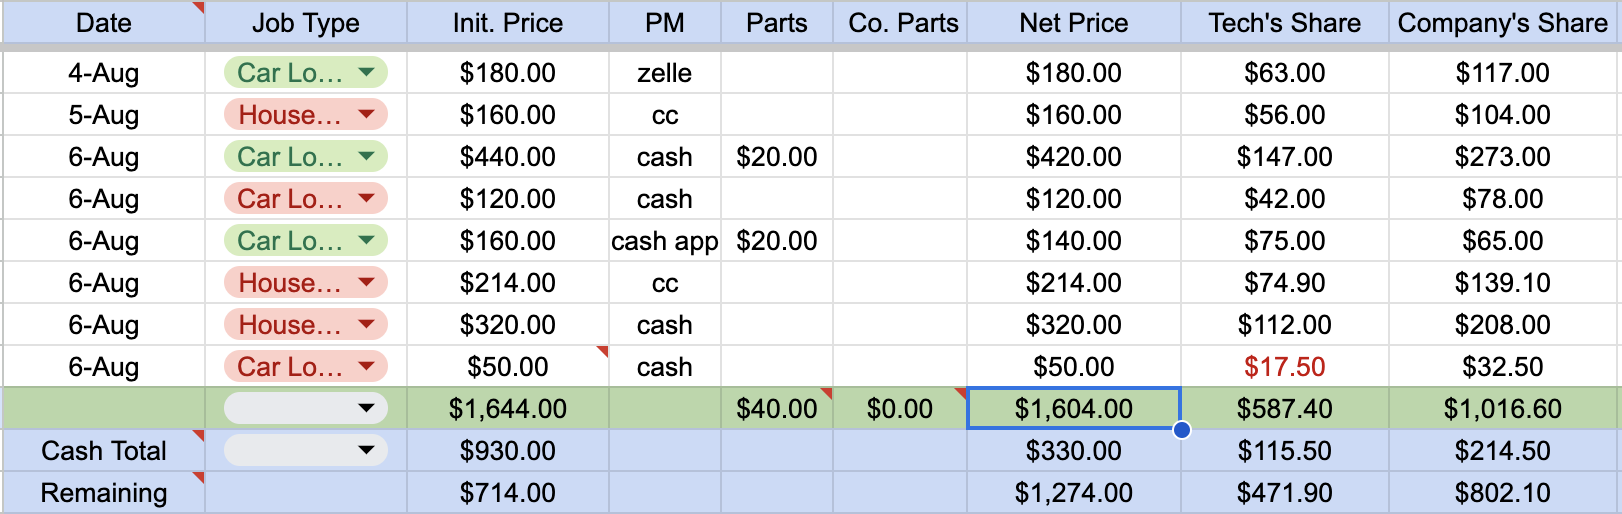 Date Job Type Init. Price PM Parts Co. Parts Net Price Tech's Share Company's Share
4-Aug Car Lo... $180.00 zelle $180.00 $63.00 $117.00
5-Aug House... $160.00 cc $160.00 $56.00 $104.00
6-Aug Car Lo... $440.00 cash $20.00 $420.00 $147.00 $273.00
6-Aug Car Lo... $120.00 cash $120.00 $42.00 $78.00
6-Aug Car Lo... $160.00 cash app $20.00 $140.00 $75.00 $65.00
6-Aug House... $214.00 cc $214.00 $74.90 $139.10
6-Aug House... $320.00 cash $320.00 $112.00 $208.00
6-Aug Car Lo... $50.00 cash $50.00 $17.50 $32.50
$1,644.00 $40.00 $0.00 $1,604.00 $587.40 $1,016.60
Cash Total $930.00 $330.00 $115.50 $214.50
Remaining $714.00 $1,274.00 $471.90 $802.10